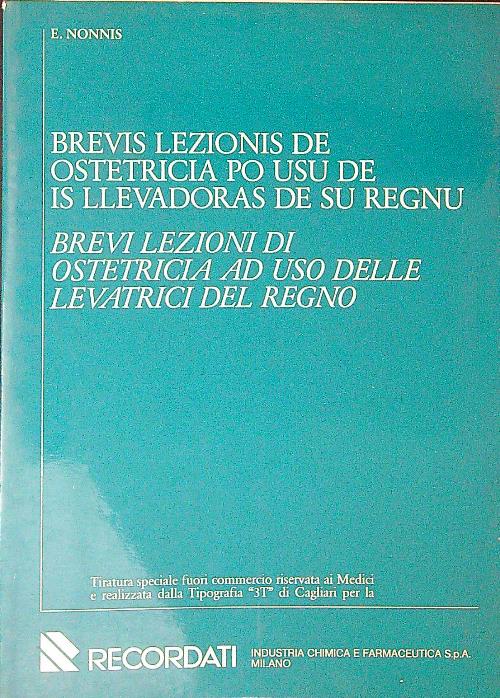 E. NONNIS
BREVIS LEZIONIS DE
OSTETRICIA PO USU DE
IS LLEVADORAS DE SU REGNU
BREVI LEZIONI DI
OSTETRICIA AD USO DELLE
LEVATRICI DEL REGNO
Tiratura speciale fuori commercio riservata ai Medici
e realizzata dalla Tipografia "3T" di Cagliari per la
RECORDATI INDUSTRIA CHIMICA E FARMACEUTICA S.p.A.
MILANO